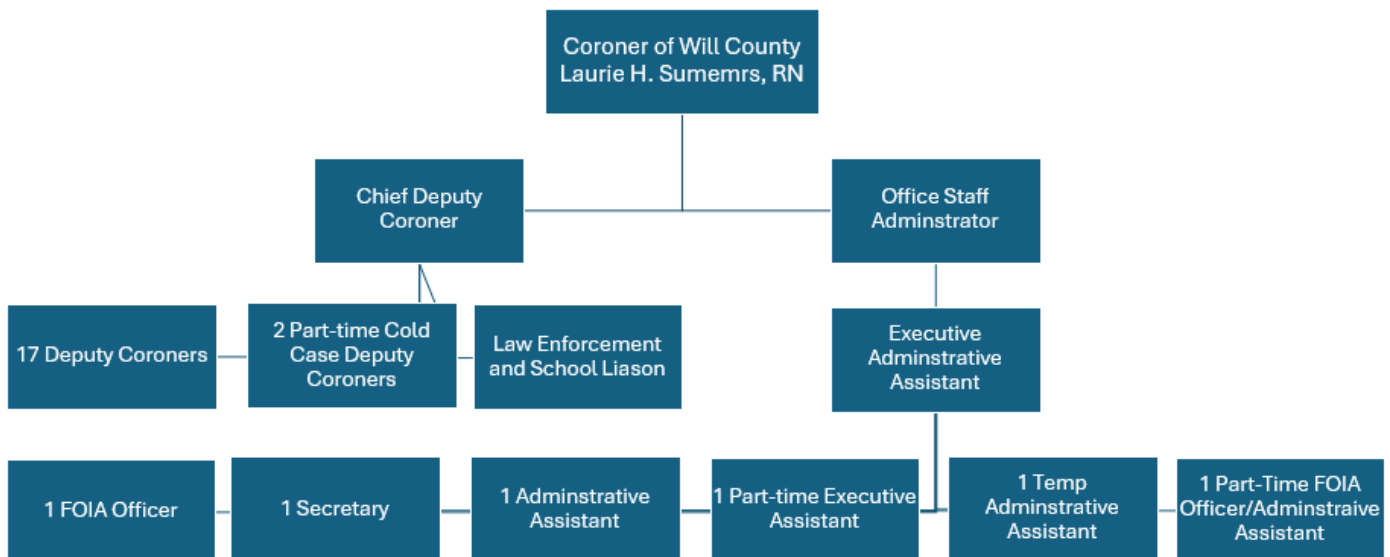 Coroner of Will County
Laurie H. Sumemrs, RN
Chief Deputy
Coroner
Office Staff
Adminstrator
17 Deputy Coroners
2 Part-time Cold
Case Deputy
Coroners
Law Enforcement
and School Liason
Executive
Adminstrative
Assistant
1 FOIA Officer
1 Secretary
1 Adminstrative
Assistant
1 Part-time Executive
Assistant
1 Temp
Adminstrative
Assistant
1 Part-Time FOIA
Officer/Adminstraive
Assistant